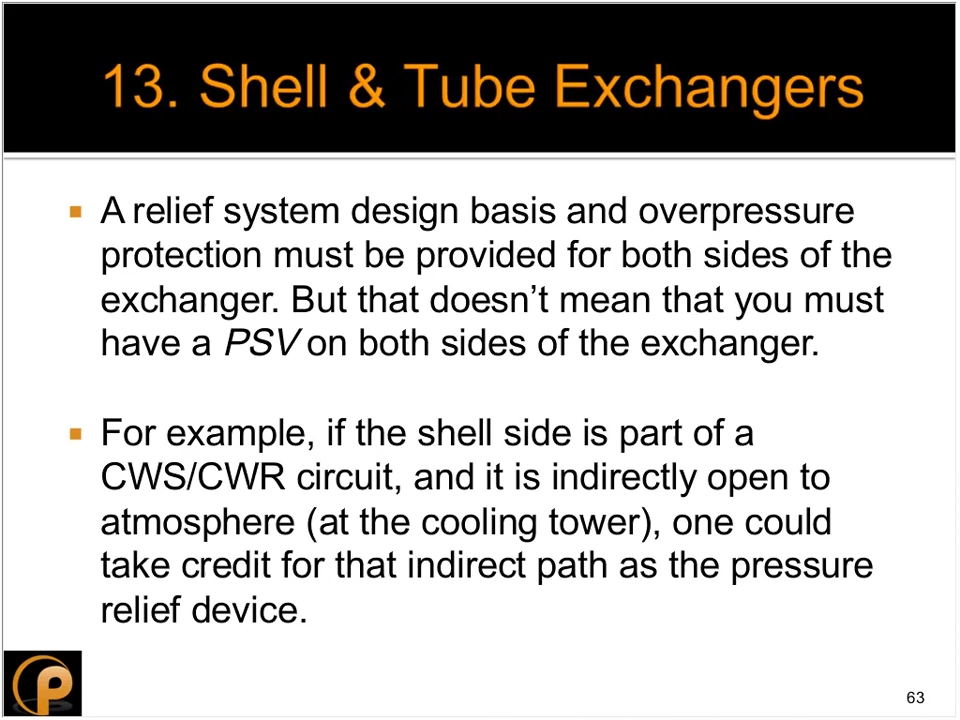 13. Shell & Tube Exchangers
A relief system design basis and overpressure
protection must be provided for both sides of the
exchanger. But that doesn’t mean that you must
have a PSV on both sides of the exchanger.
For example, if the shell side is part of a
CWS/CWR circuit, and it is indirectly open to
atmosphere (at the cooling tower), one could
take credit for that indirect path as the pressure
relief device.
P
63